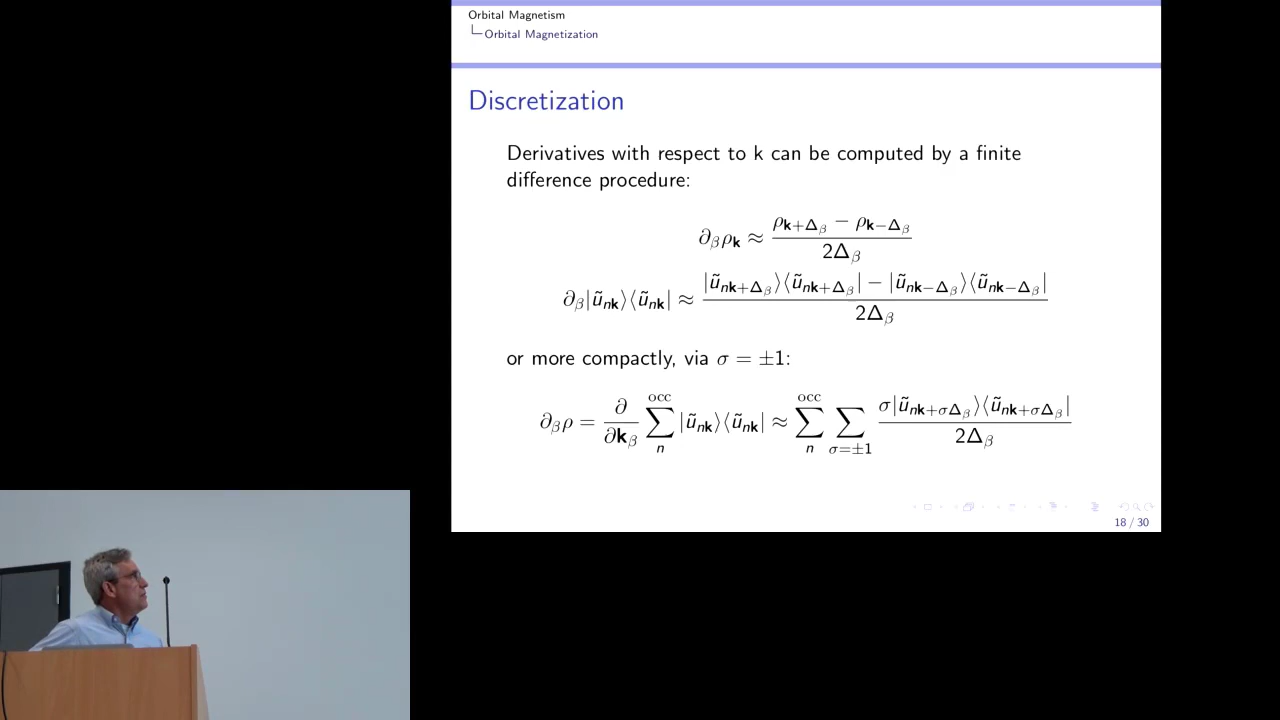 Orbital Magnetism
Orbital Magnetization
Discretization
Derivatives with respect to k can be computed by a finite
difference procedure:
∂_β ρ_𝐤 ≈ (ρ_{𝐤+Δ_β} − ρ_{𝐤−Δ_β}) / 2Δ_β
∂_β |ũ_{n𝐤}⟩⟨ũ_{n𝐤}| ≈ (|ũ_{n𝐤+Δ_β}⟩⟨ũ_{n𝐤+Δ_β}| − |ũ_{n𝐤−Δ_β}⟩⟨ũ_{n𝐤−Δ_β}|) / 2Δ_β
or more compactly, via σ = ±1:
∂_β ρ = ∂/∂𝐤_β ∑_n^occ |ũ_{n𝐤}⟩⟨ũ_{n𝐤}| ≈ ∑_n^occ ∑_{σ=±1} σ|ũ_{n𝐤+σΔ_β}⟩⟨ũ_{n𝐤+σΔ_β}| / 2Δ_β
18 / 30